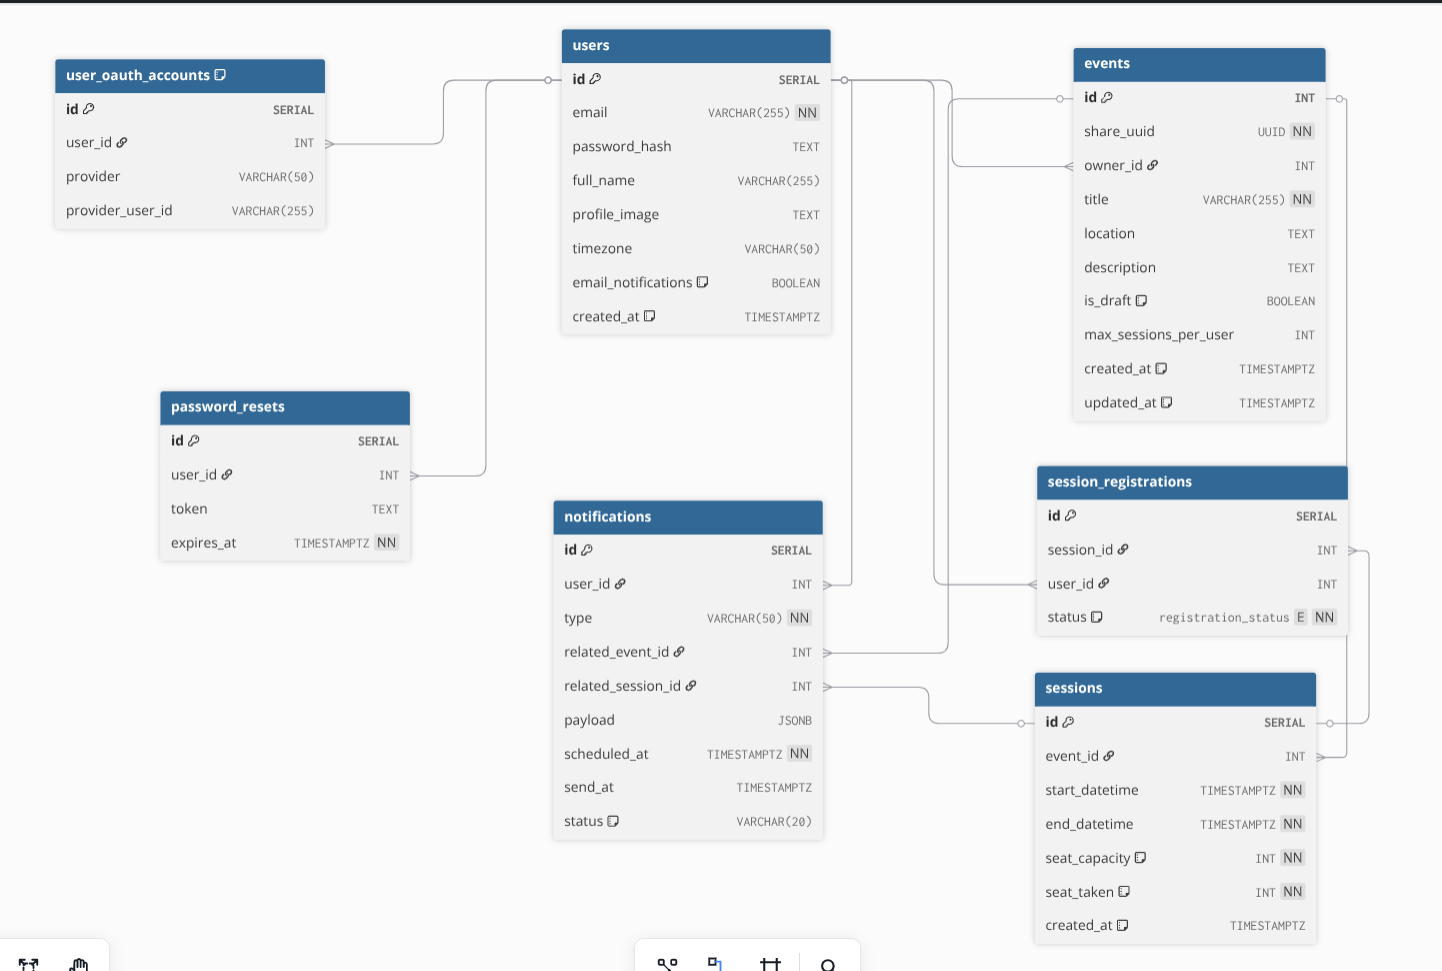 user_oauth_accounts
id SERIAL
user_id INT
provider VARCHAR(50)
provider_user_id VARCHAR(255)
users
id SERIAL
email VARCHAR(255) NN
password_hash TEXT
full_name VARCHAR(255)
profile_image TEXT
timezone VARCHAR(50)
email_notifications BOOLEAN
created_at TIMESTAMPTZ
events
id INT
share_uuid UUID NN
owner_id INT
title VARCHAR(255) NN
location TEXT
description TEXT
is_draft BOOLEAN
max_sessions_per_user INT
created_at TIMESTAMPTZ
updated_at TIMESTAMPTZ
password_resets
id SERIAL
user_id INT
token TEXT
expires_at TIMESTAMPTZ NN
notifications
id SERIAL
user_id INT
type VARCHAR(50) NN
related_event_id INT
related_session_id INT
payload JSONB
scheduled_at TIMESTAMPTZ NN
send_at TIMESTAMPTZ
status VARCHAR(20)
session_registrations
id SERIAL
session_id INT
user_id INT
status registration_status E NN
sessions
id SERIAL
event_id INT
start_datetime TIMESTAMPTZ NN
end_datetime TIMESTAMPTZ NN
seat_capacity INT NN
seat_taken INT NN
created_at TIMESTAMPTZ